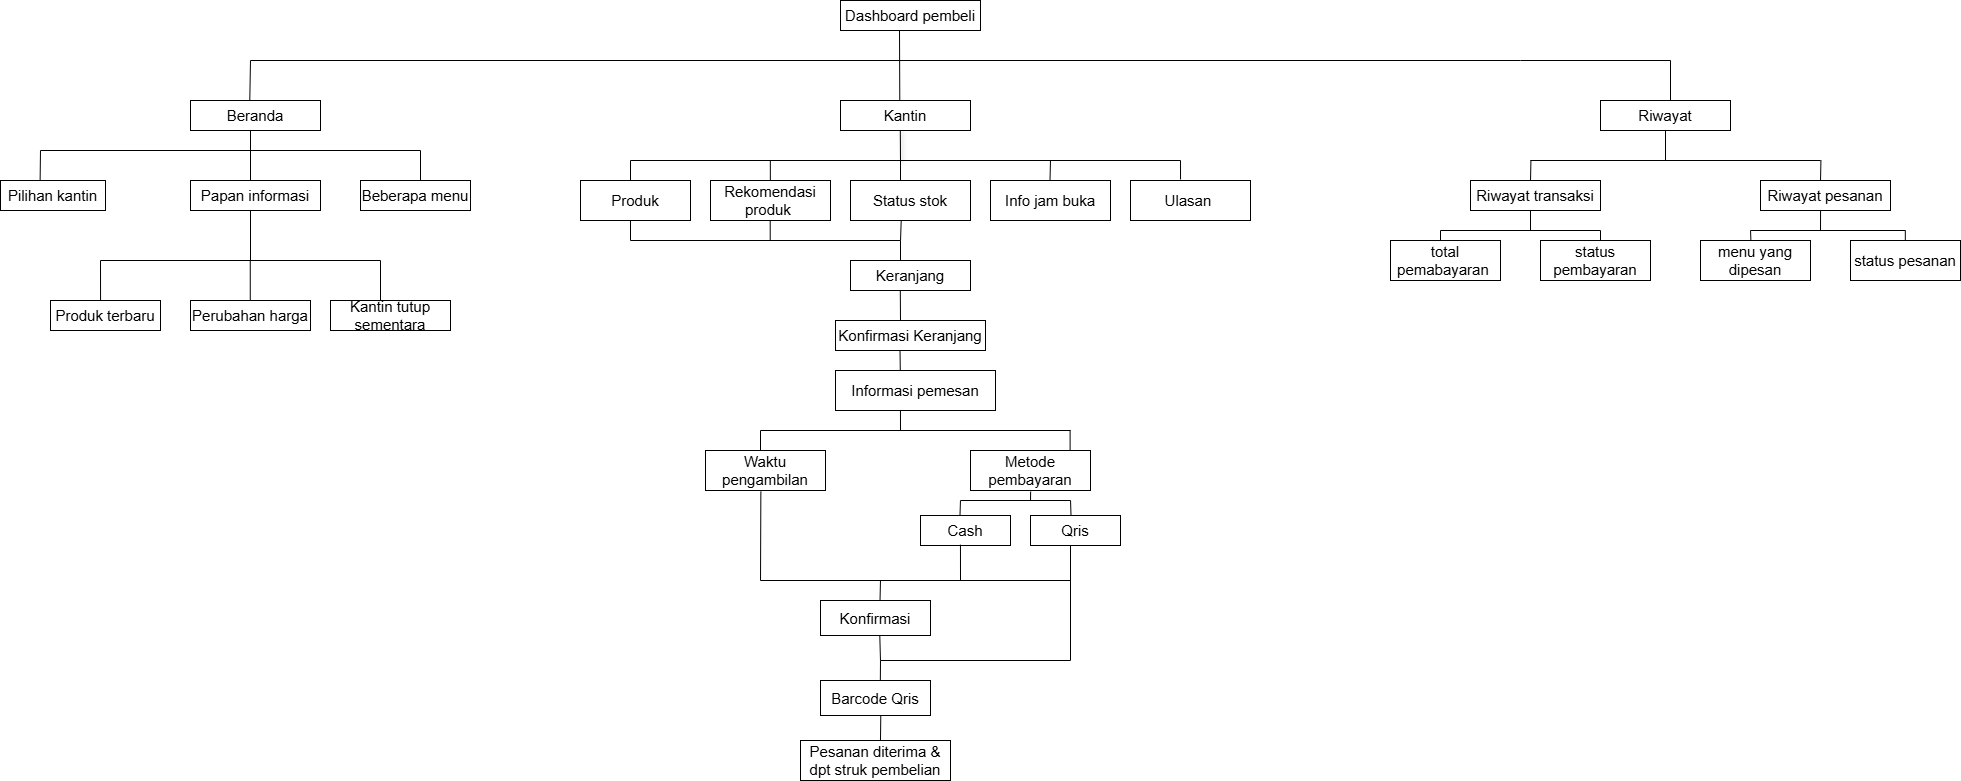 Dashboard pembeli
Beranda
Kantin
Riwayat
Pilihan kantin
Papan informasi
Beberapa menu
Produk
Rekomendasi
produk
Status stok
Info jam buka
Ulasan
Riwayat transaksi
Riwayat pesanan
total
pemabayaran
status
pembayaran
menu yang
dipesan
status pesanan
Keranjang
Produk terbaru
Perubahan harga
Kantin tutup
sementara
Konfirmasi Keranjang
Informasi pemesan
Waktu
pengambilan
Metode
pembayaran
Cash
Qris
Konfirmasi
Barcode Qris
Pesanan diterima &
dpt struk pembelian